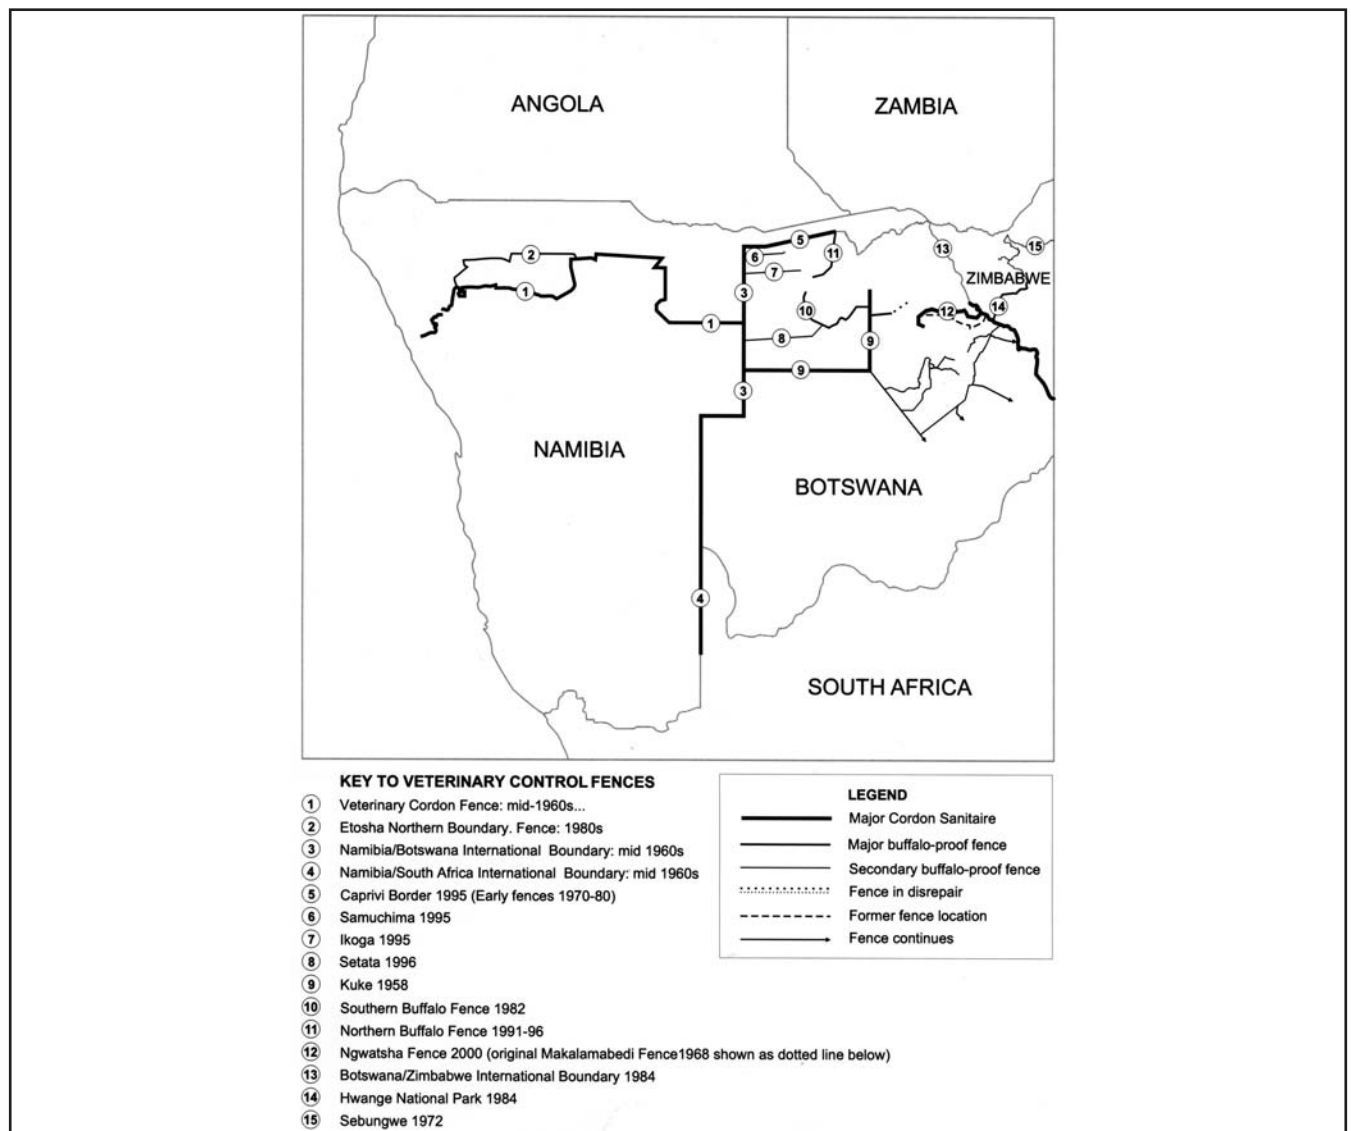 ANGOLA
ZAMBIA
2
5
6
11
13
15
7
ZIMBABWE
1
3
10
14
12
1
8
9
9
3
NAMIBIA
BOTSWANA
4
SOUTH AFRICA
KEY TO VETERINARY CONTROL FENCES
1 Veterinary Cordon Fence: mid-1960s...
2 Etosha Northern Boundary. Fence: 1980s
3 Namibia/Botswana International Boundary: mid 1960s
4 Namibia/South Africa International Boundary: mid 1960s
5 Caprivi Border 1995 (Early fences 1970-80)
6 Samuchima 1995
7 Ikoga 1995
8 Setata 1996
9 Kuke 1958
10 Southern Buffalo Fence 1982
11 Northern Buffalo Fence 1991-96
12 Ngwatsha Fence 2000 (original Makalamabedi Fence1968 shown as dotted line below)
13 Botswana/Zimbabwe International Boundary 1984
14 Hwange National Park 1984
15 Sebungwe 1972
LEGEND
Major Cordon Sanitaire
Major buffalo-proof fence
Secondary buffalo-proof fence
Fence in disrepair
Former fence location
Fence continues